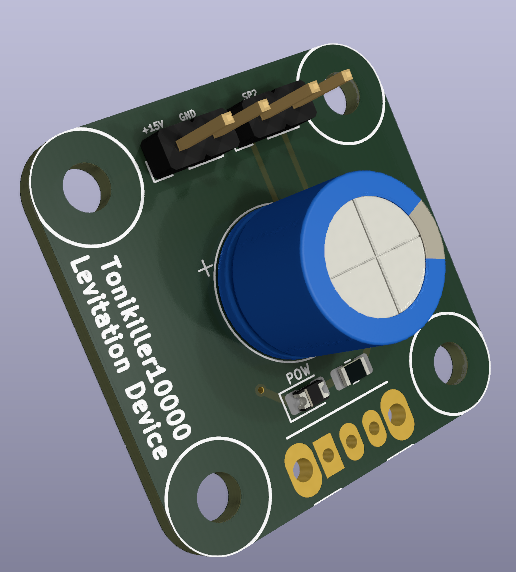 +15V
GND
SP2
+
POW
Tonikiller10000
Levitation Device